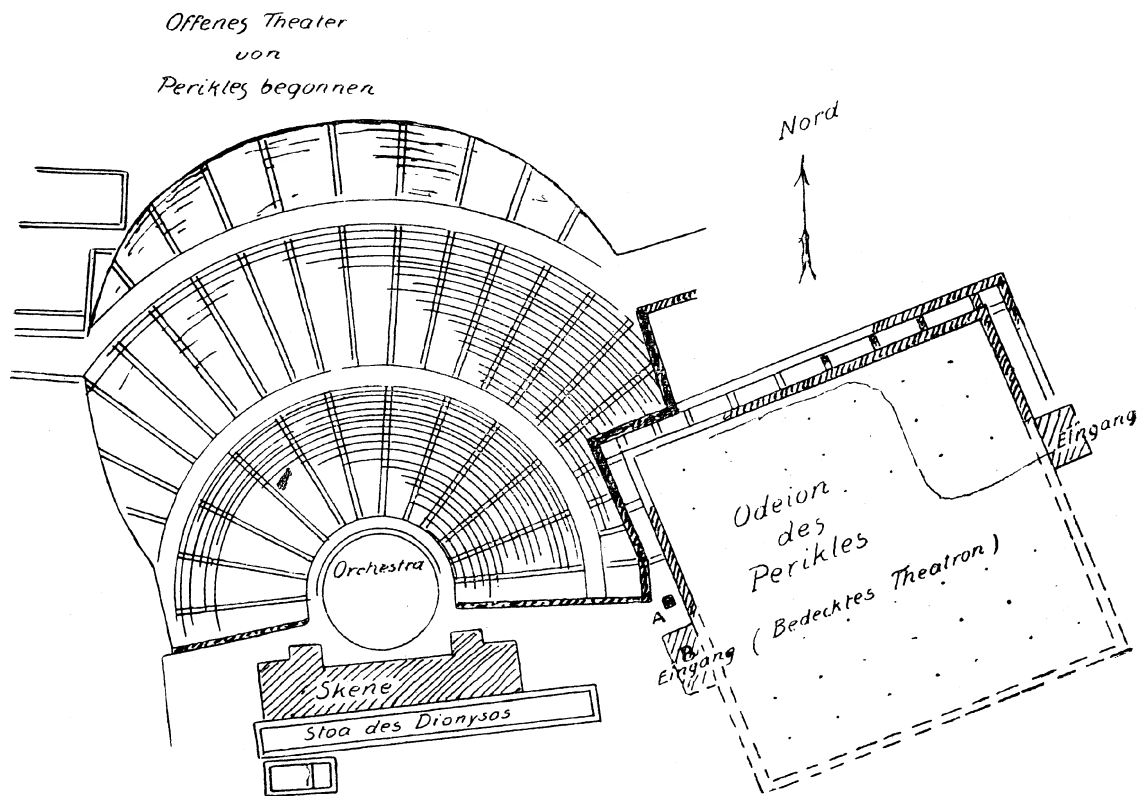 Offenes Theater
von
Perikles begonnen
Nord
Eingang
Odeion
des
Perikles
(Bedecktes Theatron)
Orchestra
A
B
Eingang
Skene
Stoa des Dionysos